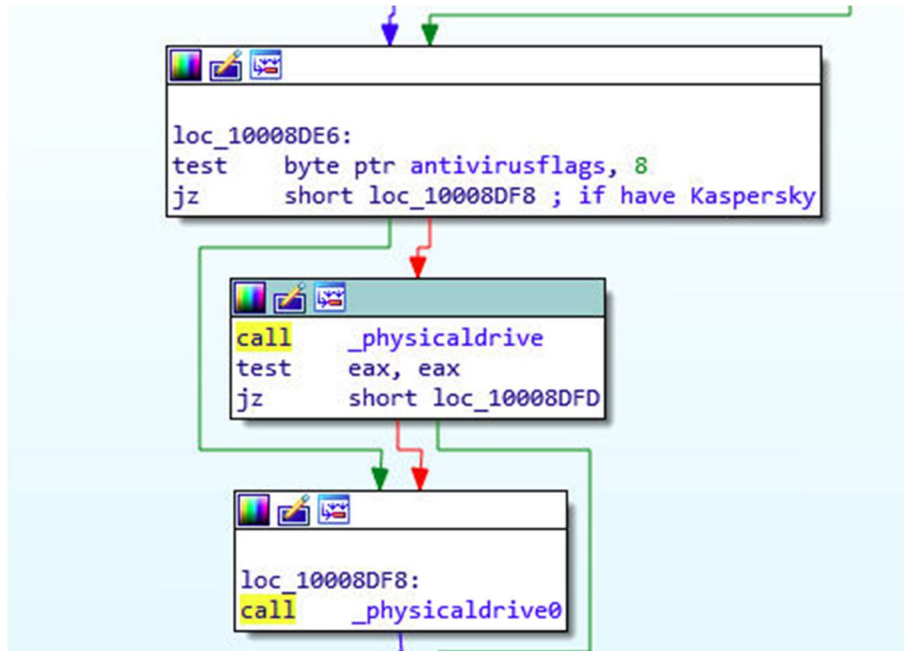 loc_10008DE6:
test byte ptr antivirusflags, 8
jz short loc_10008DF8 ; if have Kaspersky
call _physicaldrive
test eax, eax
jz short loc_10008DFD
loc_10008DF8:
call _physicaldrive0